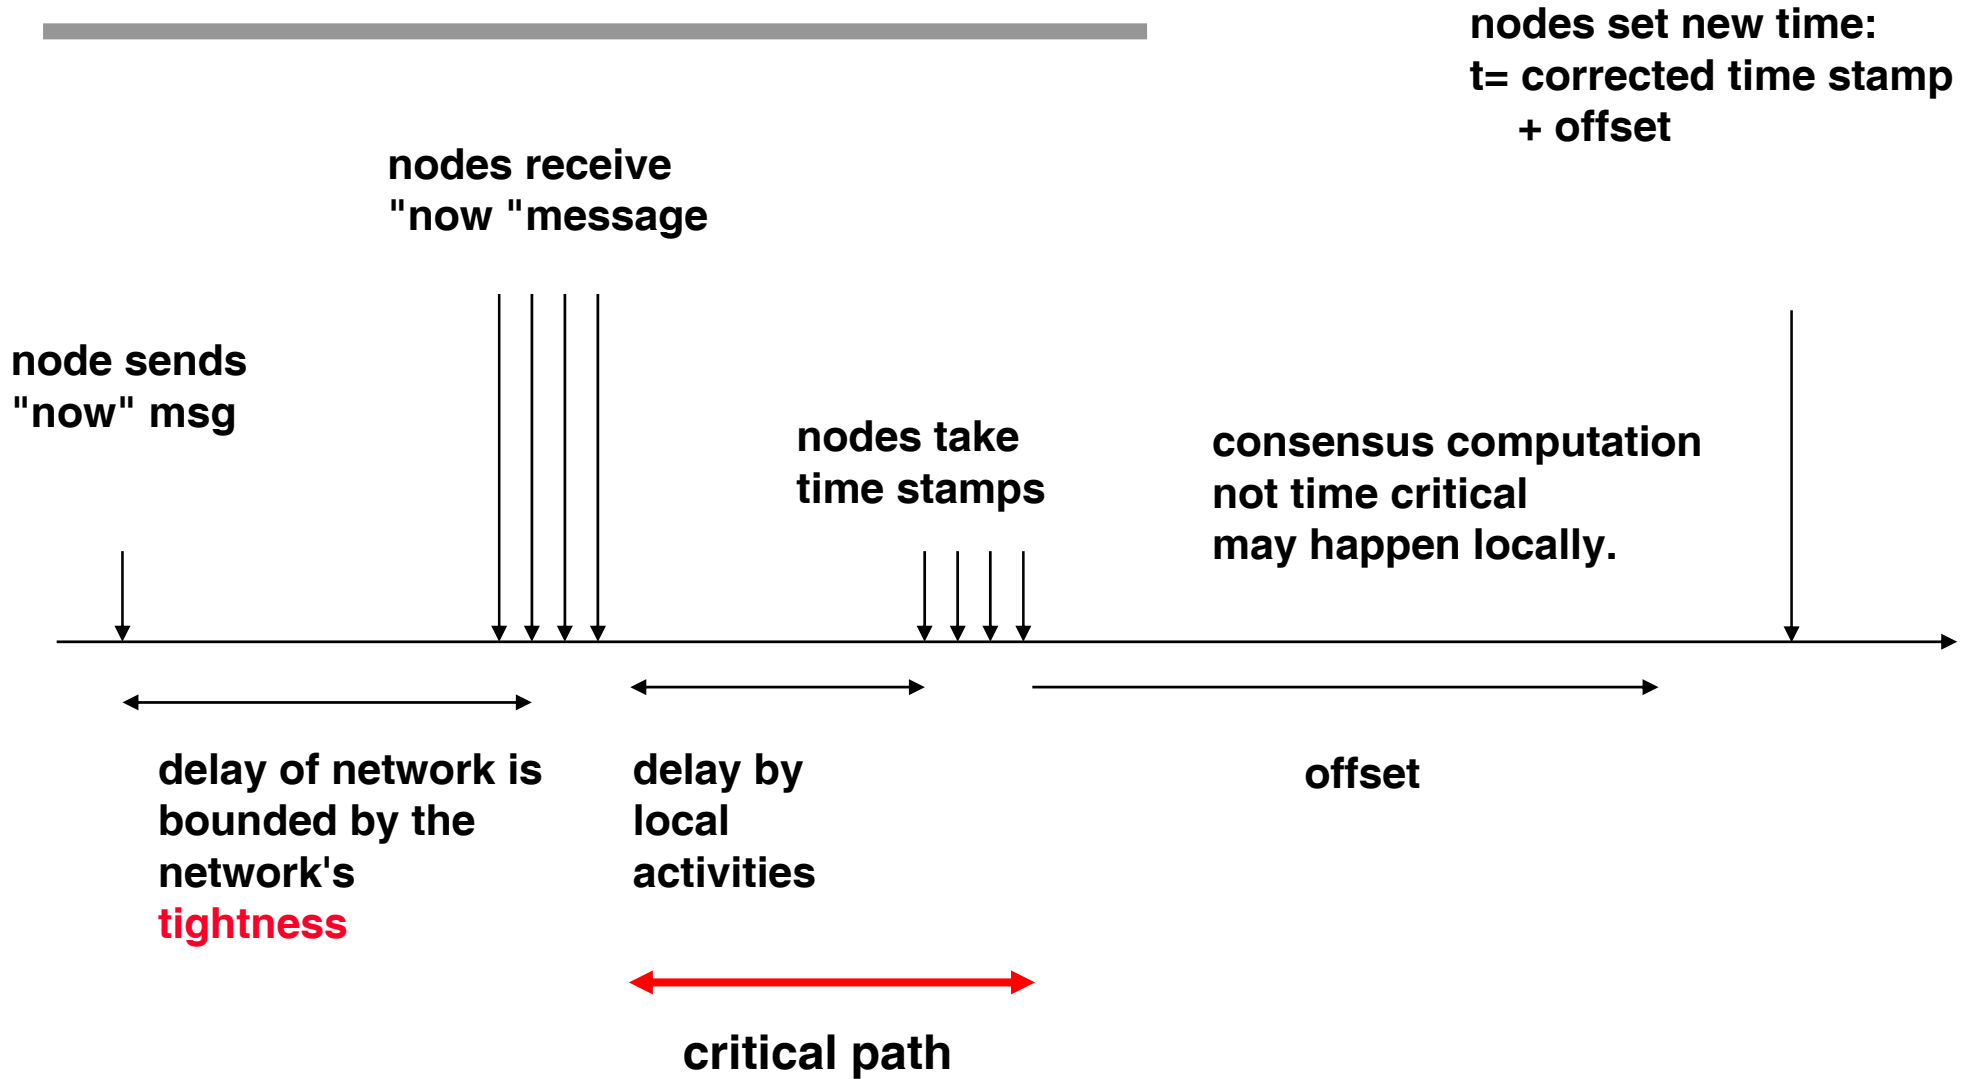 nodes set new time:
t= corrected time stamp
+ offset
nodes receive
"now "message
node sends
"now" msg
nodes take
time stamps
consensus computation
not time critical
may happen locally.
delay of network is
bounded by the
network's
tightness
delay by
local
activities
offset
critical path